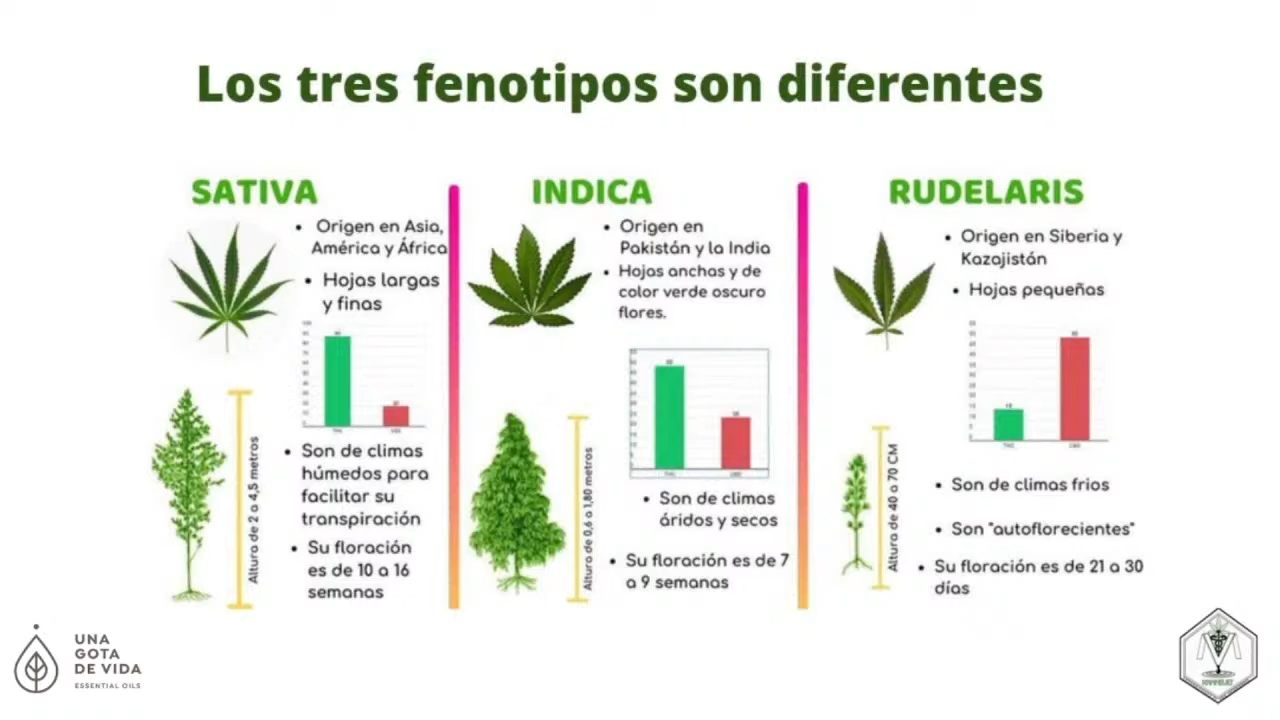 Los tres fenotipos son diferentes
SATIVA
• Origen en Asia,
América y África
• Hojas largas
y finas
Altura de 2 a 4,5 metros
• Son de climas
húmedos para
facilitar su
transpiración
• Su floración
es de 10 a 16
semanas
INDICA
• Origen en
Pakistán y la India
• Hojas anchas y de
color verde oscuro
flores.
Altura de 0,6 a 1,80 metros
• Son de climas
áridos y secos
• Su floración es de 7
a 9 semanas
RUDELARIS
• Origen en Siberia y
Kazajistán
• Hojas pequeñas
Altura de 40 a 70 CM
• Son de climas frios
• Son "autoflorecientes"
• Su floración es de 21 a 30
días
UNA
GOTA
DE VIDA
ESSENTIAL OILS